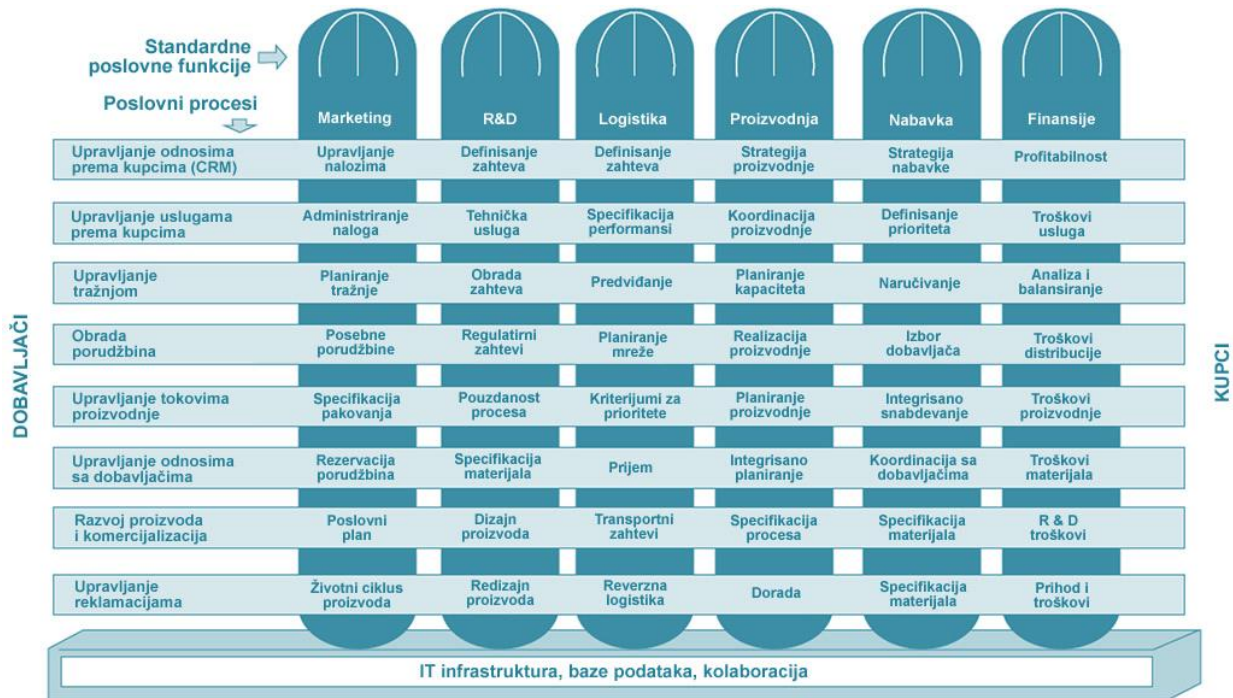 Standardne
poslovne funkcije
Poslovni procesi
Marketing
R&D
Logistika
Proizvodnja
Nabavka
Finansije
Upravljanje odnosima
prema kupcima (CRM)
Upravljanje
nalozima
Definisanje
zahteva
Definisanje
zahteva
Strategija
proizvodnje
Strategija
nabavke
Profitabilnost
Upravljanje uslugama
prema kupcima
Administriranje
naloga
Tehnička
usluga
Specifikacija
performansi
Koordinacija
proizvodnje
Definisanje
prioriteta
Troškovi
usluga
Upravljanje
tražnjom
Planiranje
tražnje
Obrada
zahteva
Predviđanje
Planiranje
kapaciteta
Naručivanje
Analiza i
balansiranje
Obrada
porudžbina
Posebne
porudžbine
Regulatirni
zahtevi
Planiranje
mreže
Realizacija
proizvodnje
Izbor
dobavljača
Troškovi
distribucije
Upravljanje tokovima
proizvodnje
Specifikacija
pakovanja
Pouzdanost
procesa
Kriterijumi za
prioritete
Planiranje
proizvodnje
Integrisano
snabdevanje
Troškovi
proizvodnje
Upravljanje odnosima
sa dobavljačima
Rezervacija
porudžbina
Specifikacija
materijala
Prijem
Integrisano
planiranje
Koordinacija sa
dobavljačima
Troškovi
materijala
Razvoj proizvoda
i komercijalizacija
Poslovni
plan
Dizajn
proizvoda
Transportni
zahtevi
Specifikacija
procesa
Specifikacija
materijala
R & D
troškovi
Upravljanje
reklamacijama
Životni ciklus
proizvoda
Redizajn
proizvoda
Reverzna
logistika
Dorada
Specifikacija
materijala
Prihod i
troškovi
DOBAVLJAČI
KUPCI
IT infrastruktura, baze podataka, kolaboracija